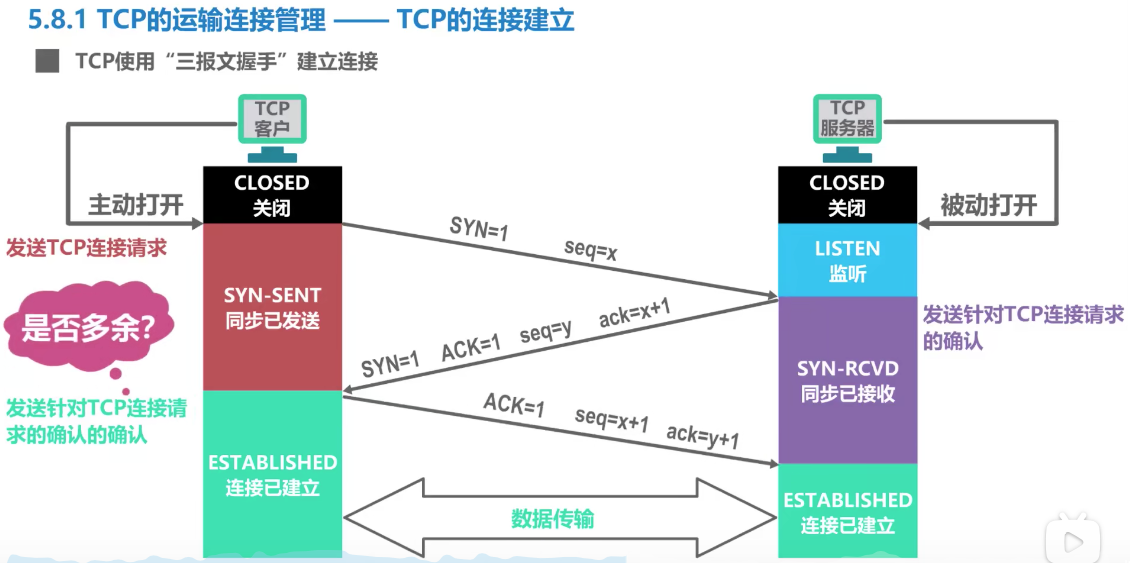 5.8.1 TCP的运输连接管理 —— TCP的连接建立
TCP使用“三报文握手”建立连接
TCP
客户
TCP
服务器
CLOSED
关闭
CLOSED
关闭
主动打开
被动打开
发送TCP连接请求
SYN=1 seq=x
LISTEN
监听
SYN-SENT
同步已发送
是否多余?
SYN=1 ACK=1 seq=y ack=x+1
发送针对TCP连接请求
的确认
SYN-RCVD
同步已接收
发送针对TCP连接请
求的确认的确认
ACK=1 seq=x+1 ack=y+1
ESTABLISHED
连接已建立
ESTABLISHED
连接已建立
数据传输